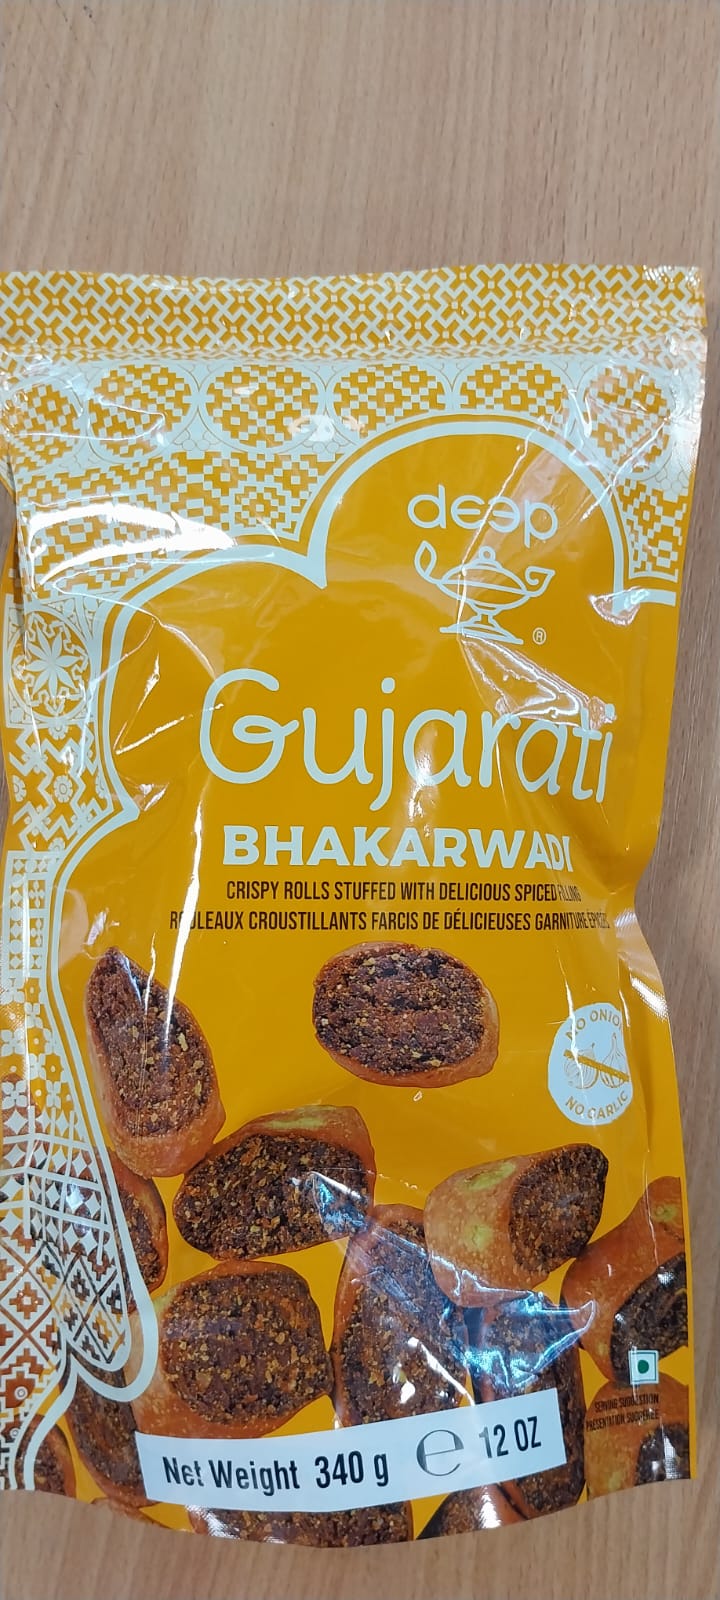 deep
®
Gujarati
BHAKARWADI
CRISPY ROLLS STUFFED WITH DELICIOUS SPICED FILLING
ROULEAUX CROUSTILLANTS FARCIS DE DÉLICIEUSES GARNITURE ÉPICÉES
NO ONION
NO GARLIC
SERVING SUGGESTION
PRESENTATION SUGGÉRÉE
Net Weight 340 g ℮ 12 OZ